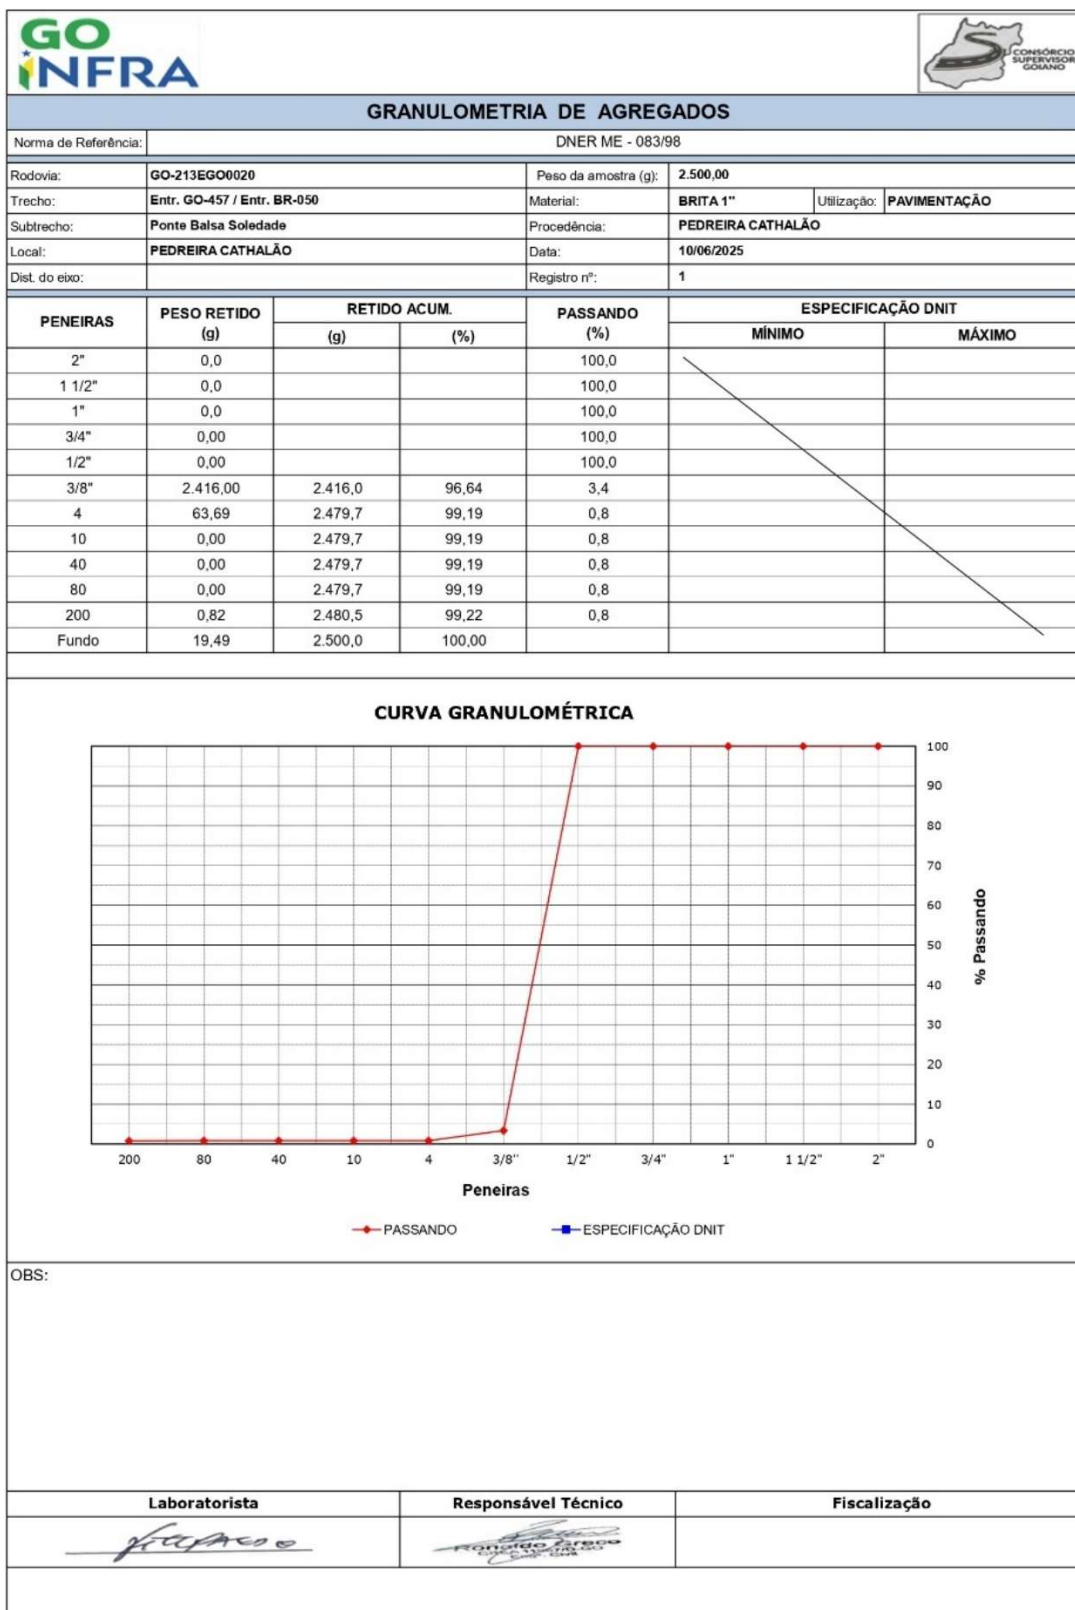 GO
INFRA
CONSÓRCIO
SUPERVISOR
GOIANO
GRANULOMETRIA DE AGREGADOS
Norma de Referência: DNER ME - 083/98
Rodovia: GO-213EGO0020 Peso da amostra (g): 2.500,00
Trecho: Entr. GO-457 / Entr. BR-050 Material: BRITA 1" Utilização: PAVIMENTAÇÃO
Subtrecho: Ponte Balsa Soledade Procedência: PEDREIRA CATHALÃO
Local: PEDREIRA CATHALÃO Data: 10/06/2025
Dist. do eixo: Registro nº: 1
PENEIRAS PESO RETIDO (g) RETIDO ACUM. PASSANDO (%) ESPECIFICAÇÃO DNIT
(g) (%) MÍNIMO MÁXIMO
2" 0,0 100,0
1 1/2" 0,0 100,0
1" 0,0 100,0
3/4" 0,00 100,0
1/2" 0,00 100,0
3/8" 2.416,00 2.416,0 96,64 3,4
4 63,69 2.479,7 99,19 0,8
10 0,00 2.479,7 99,19 0,8
40 0,00 2.479,7 99,19 0,8
80 0,00 2.479,7 99,19 0,8
200 0,82 2.480,5 99,22 0,8
Fundo 19,49 2.500,0 100,00
CURVA GRANULOMÉTRICA
100
90
80
70
60
50
40
30
20
10
0
% Passando
200 80 40 10 4 3/8" 1/2" 3/4" 1" 1 1/2" 2"
Peneiras
PASSANDO ESPECIFICAÇÃO DNIT
OBS:
Laboratorista Responsável Técnico Fiscalização
Ronaldo Greco